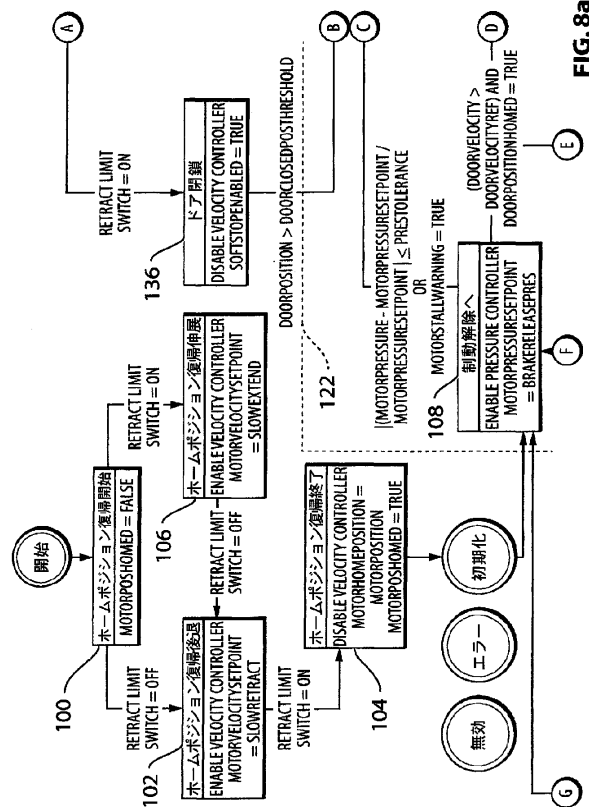 開始
100
ホームポジション復帰開始
MOTORPOSHOMED = FALSE
RETRACT LIMIT
SWITCH = OFF
RETRACT LIMIT
SWITCH = ON
102
ホームポジション復帰後退
ENABLE VELOCITY CONTROLLER
MOTORVELOCITYSETPOINT
= SLOWRETRACT
106
ホームポジション復帰伸展
ENABLE VELOCITY CONTROLLER
MOTORVELOCITYSETPOINT
= SLOWEXTEND
RETRACT LIMIT
SWITCH = OFF
RETRACT LIMIT
SWITCH = ON
104
ホームポジション復帰終了
DISABLE VELOCITY CONTROLLER
MOTORHOMEPOSITION =
MOTORPOSITION
MOTORPOSHOMED = TRUE
無効
エラー
初期化
G
A
RETRACT LIMIT
SWITCH = ON
136
ドア閉鎖
DISABLE VELOCITY CONTROLLER
SOFTSTOPENABLED = TRUE
DOORPOSITION > DOORCLOSEDPOSTHRESHOLD
B
122
C
|(MOTORPRESSURE - MOTORPRESSURESETPOINT /
MOTORPRESSURESETPOINT| ≤ PRESTOLERANCE
OR
MOTORSTALLWARNING = TRUE
108
制動解除へ
ENABLE PRESSURE CONTROLLER
MOTORPRESSURESETPOINT
= BRAKERELEASEPRES
(DOORVELOCITY >
DOORVELOCITYREF) AND
DOORPOSITIONHOMED = TRUE
D
E
F
FIG. 8a